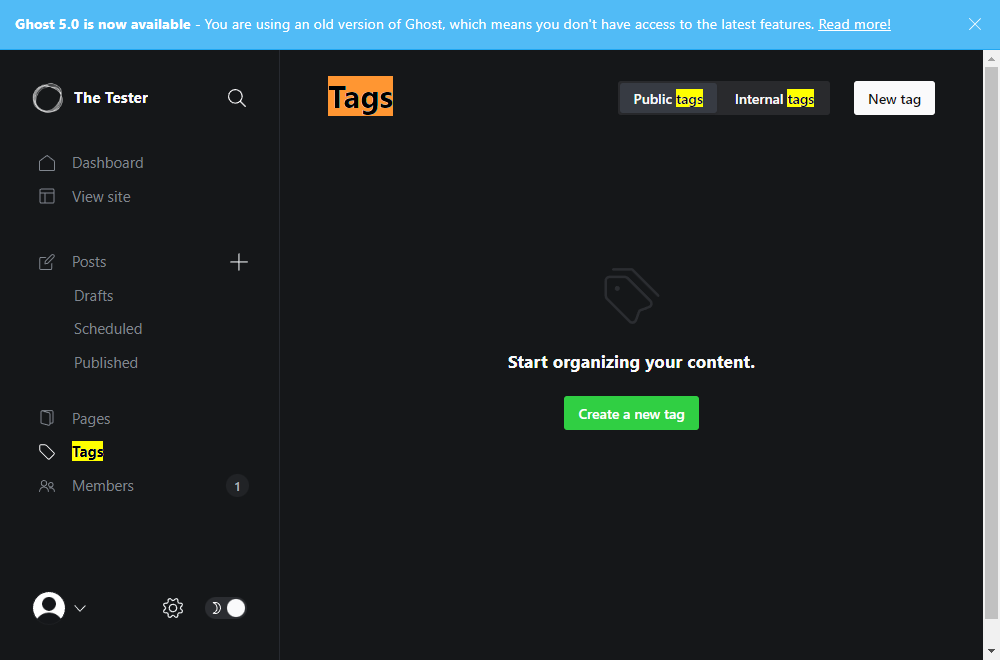 Ghost 5.0 is now available - You are using an old version of Ghost, which means you don't have access to the latest features. Read more!
The Tester
Dashboard
View site
Posts
Drafts
Scheduled
Published
Pages
Tags
Members 1
Tags
Public tags Internal tags New tag
Start organizing your content.
Create a new tag